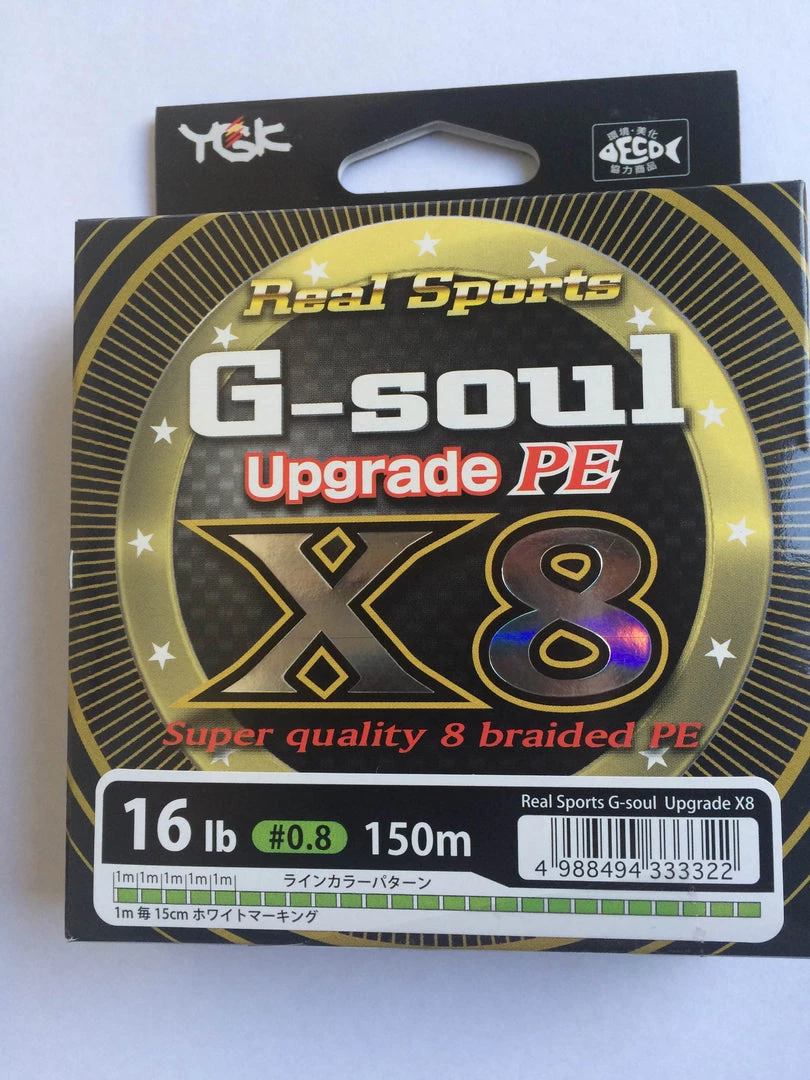 YGK
環境・美化
ECO
協力商品
Real Sports
G-soul
Upgrade PE
X8
Super quality 8 braided PE
16 lb #0.8 150m
Real Sports G-soul Upgrade X8
4 988494 333322
1m 1m 1m 1m 1m
ラインカラーパターン
1m 毎 15cm ホワイトマーキング